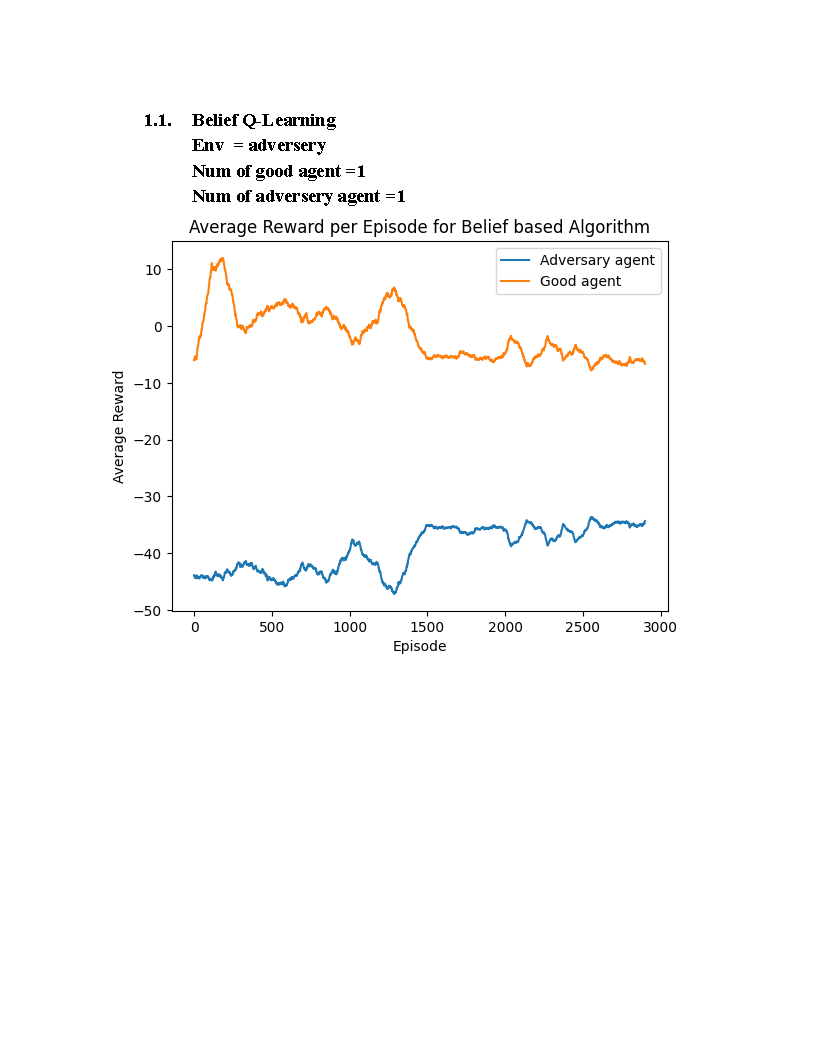 1.1. Belief Q-Learning
Env = adversery
Num of good agent =1
Num of adversery agent =1
Average Reward per Episode for Belief based Algorithm
Adversary agent
Good agent
10
0
−10
−20
−30
−40
−50
Average Reward
0 500 1000 1500 2000 2500 3000
Episode